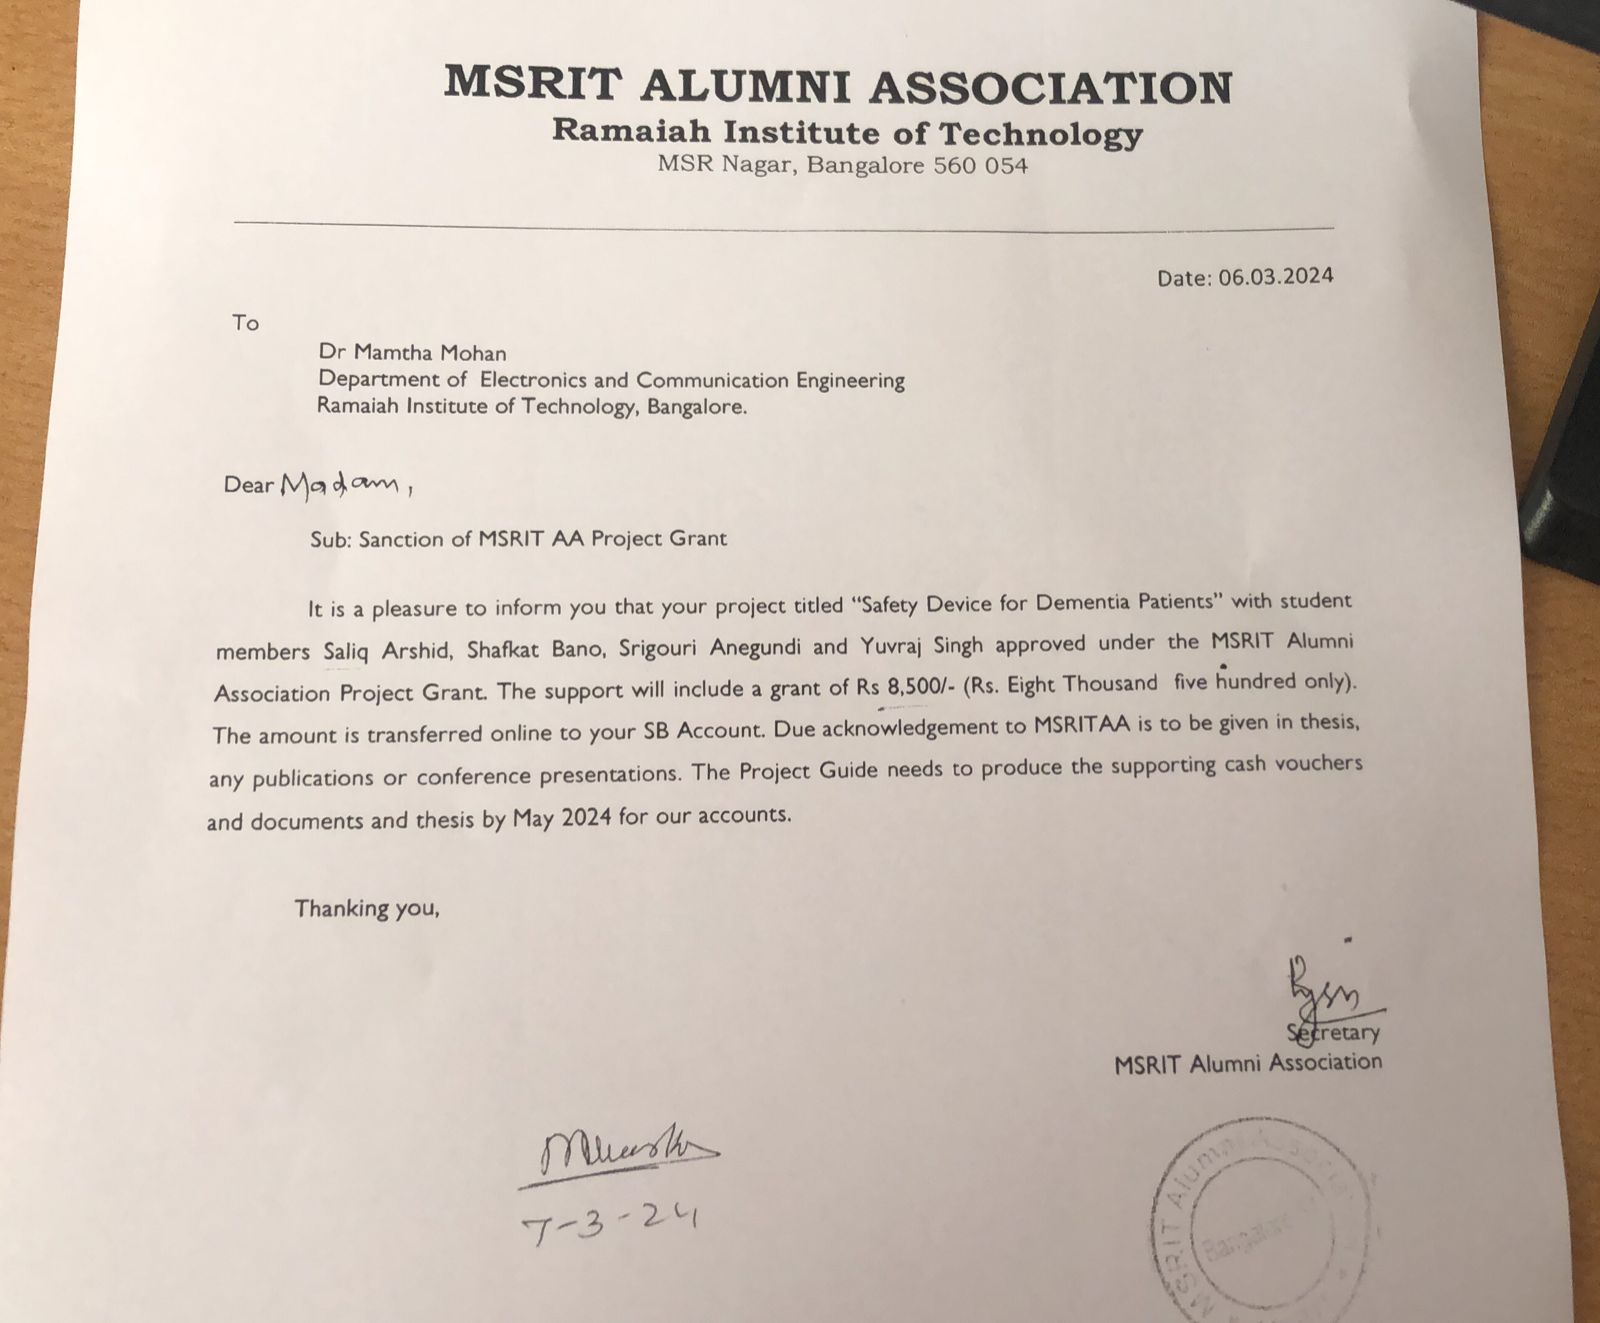 MSRIT ALUMNI ASSOCIATION
Ramaiah Institute of Technology
MSR Nagar, Bangalore 560 054
Date: 06.03.2024
To
Dr Mamtha Mohan
Department of Electronics and Communication Engineering
Ramaiah Institute of Technology, Bangalore.
Dear Madam,
Sub: Sanction of MSRIT AA Project Grant
It is a pleasure to inform you that your project titled “Safety Device for Dementia Patients” with student
members Saliq Arshid, Shafkat Bano, Srigouri Anegundi and Yuvraj Singh approved under the MSRIT Alumni
Association Project Grant. The support will include a grant of Rs 8,500/- (Rs. Eight Thousand five hundred only).
The amount is transferred online to your SB Account. Due acknowledgement to MSRITAA is to be given in thesis,
any publications or conference presentations. The Project Guide needs to produce the supporting cash vouchers
and documents and thesis by May 2024 for our accounts.
Thanking you,
Secretary
MSRIT Alumni Association
7-3-24
MSRIT Alumni Association
Bangalore